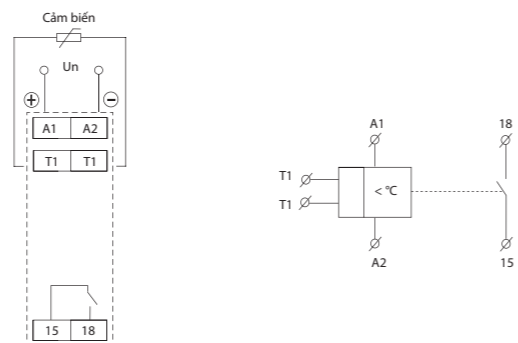 Cảm biến
Un
+ −
A1 A2
T1 T1
15 18
A1 18
T1
< °C
T1
A2 15